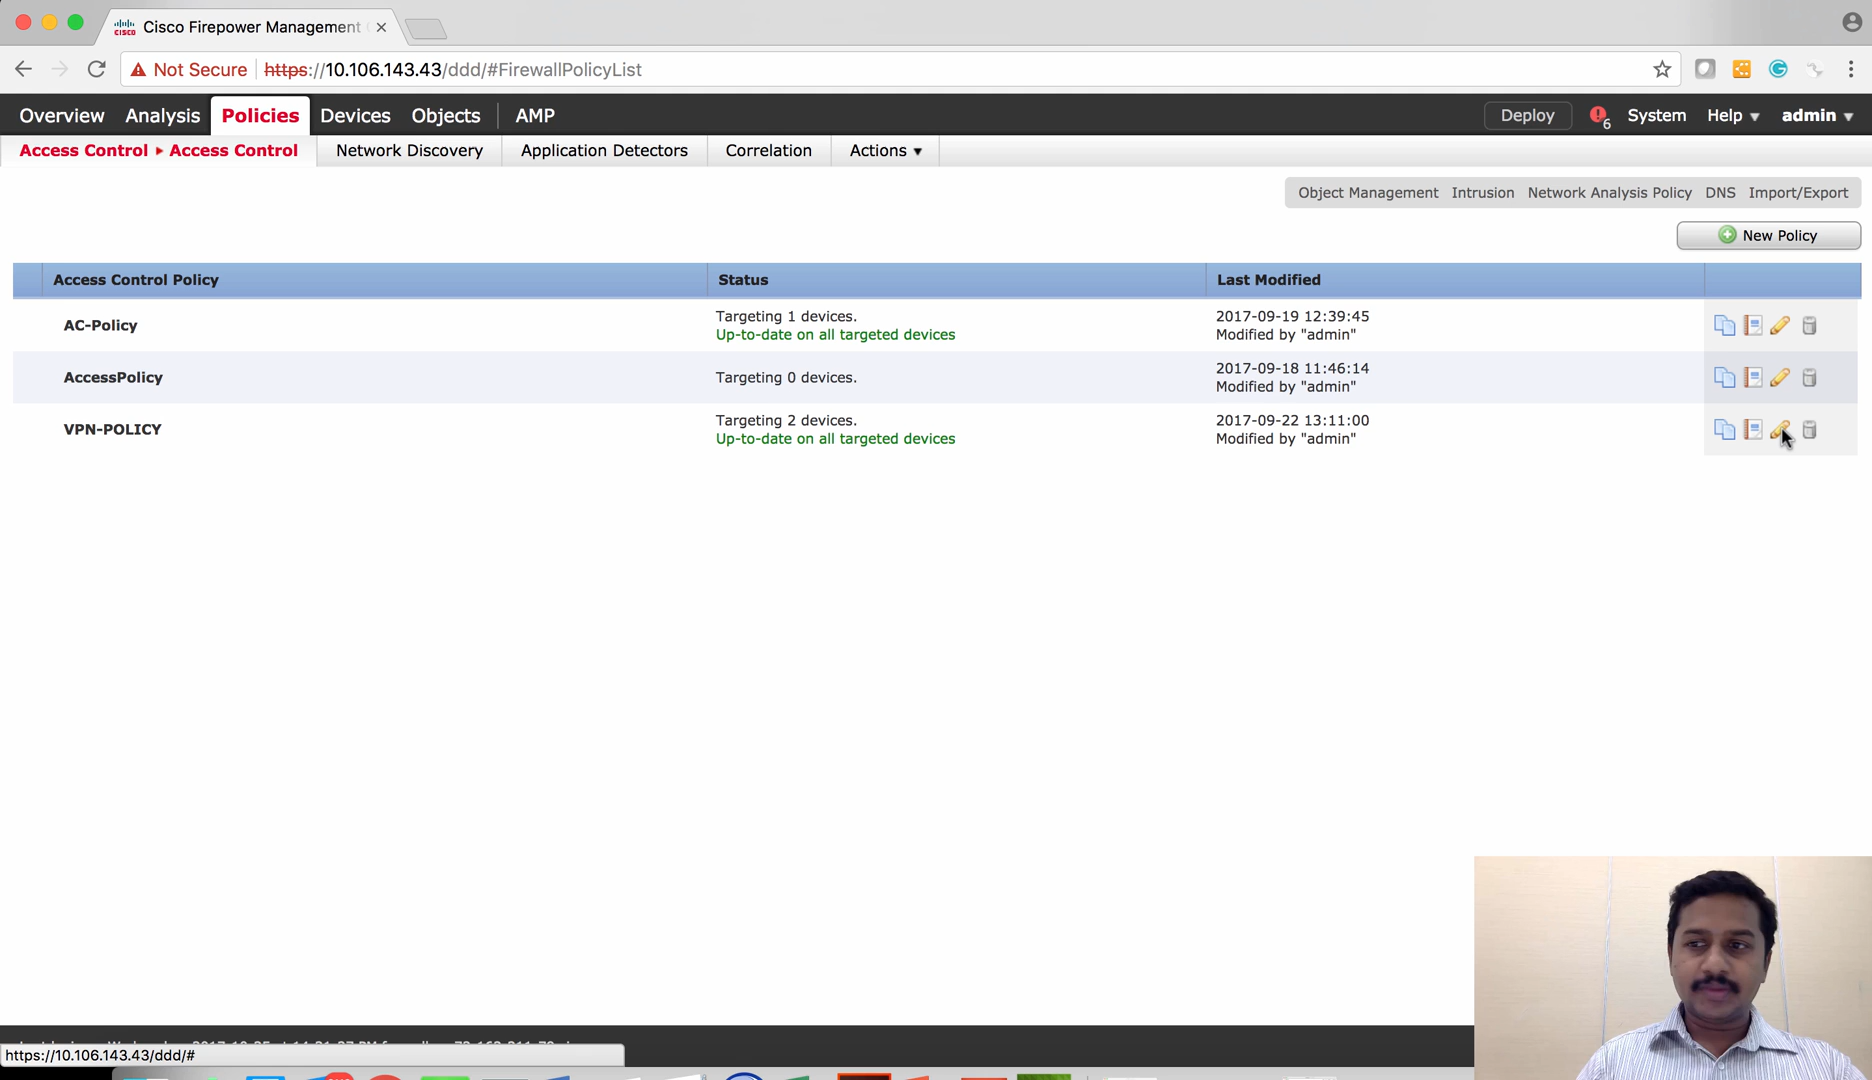 Cisco Firepower Management
Not Secure https://10.106.143.43/ddd/#FirewallPolicyList
Overview Analysis Policies Devices Objects AMP Deploy 6 System Help admin
Access Control Access Control Network Discovery Application Detectors Correlation Actions
Object Management Intrusion Network Analysis Policy DNS Import/Export
New Policy
Access Control Policy Status Last Modified
AC-Policy
Targeting 1 devices.
Up-to-date on all targeted devices
2017-09-19 12:39:45
Modified by "admin"
AccessPolicy
Targeting 0 devices.
2017-09-18 11:46:14
Modified by "admin"
VPN-POLICY
Targeting 2 devices.
Up-to-date on all targeted devices
2017-09-22 13:11:00
Modified by "admin"
https://10.106.143.43/ddd/#